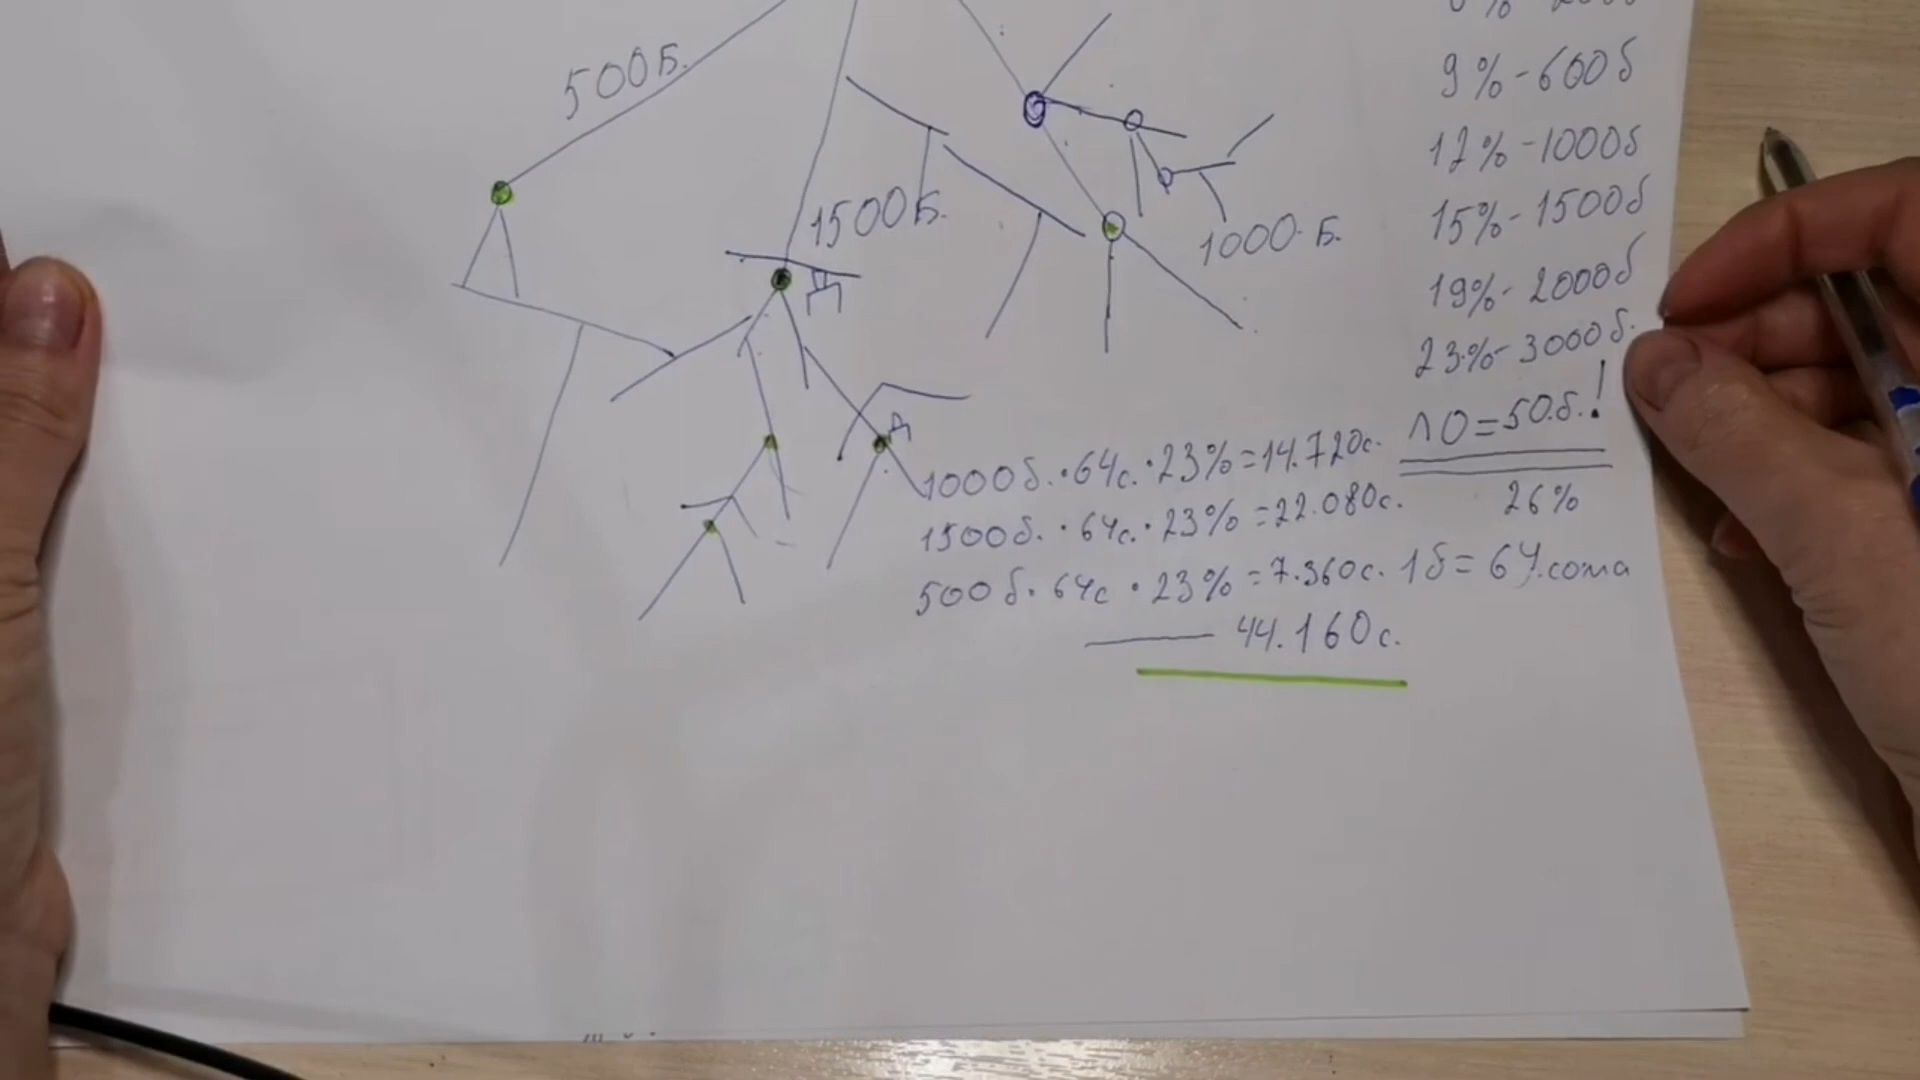 500Б.
1500Б.
Д
1000 Б.
Д
9% - 600б
12% - 1000б
15% - 1500б
19% - 2000б
23% - 3000б.
ЛО = 50.б.!
26%
1б = 64.сома
1000б. · 64с. · 23% = 14.720с.
1500б. · 64с. · 23% = 22.080с.
500б · 64с · 23% = 7.360с.
44.160с.